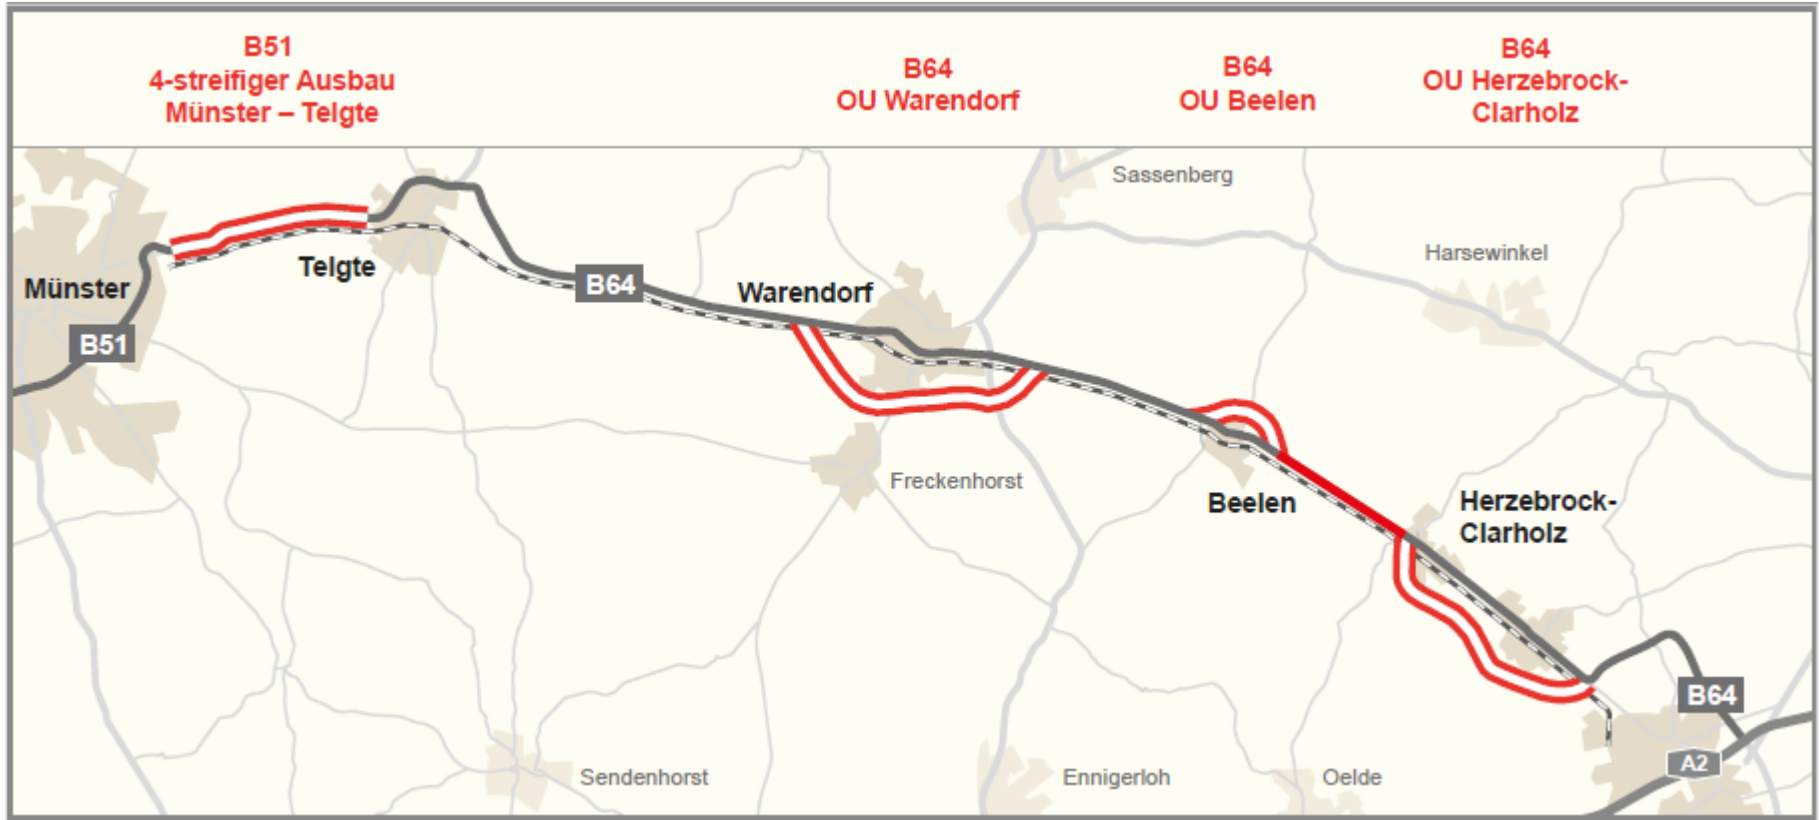 B51
4-streifiger Ausbau
Münster – Telgte
B64
OU Warendorf
B64
OU Beelen
B64
OU Herzebrock-
Clarholz
Sassenberg
Harsewinkel
Telgte
Münster
B64
Warendorf
B51
Freckenhorst
Beelen
Herzebrock-
Clarholz
B64
A2
Sendenhorst
Ennigerloh
Oelde